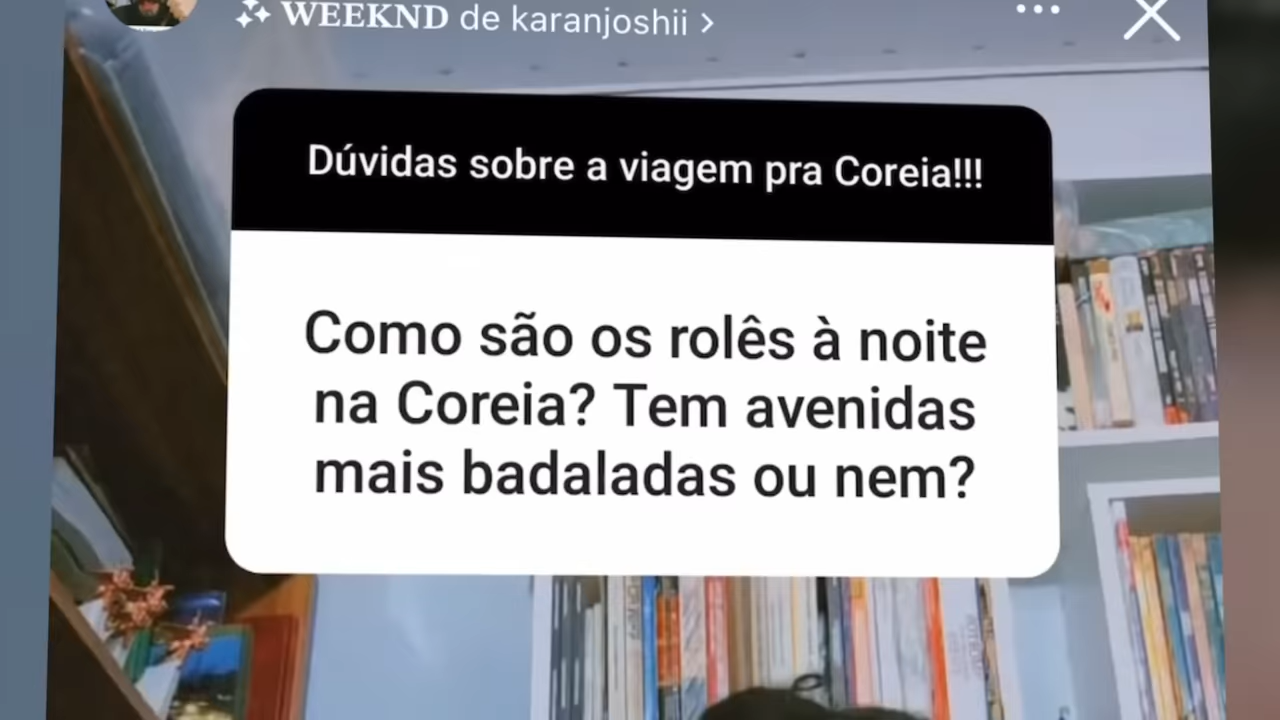 WEEKND de karanjoshii >
Dúvidas sobre a viagem pra Coreia!!!
Como são os rolês à noite
na Coreia? Tem avenidas
mais badaladas ou nem?